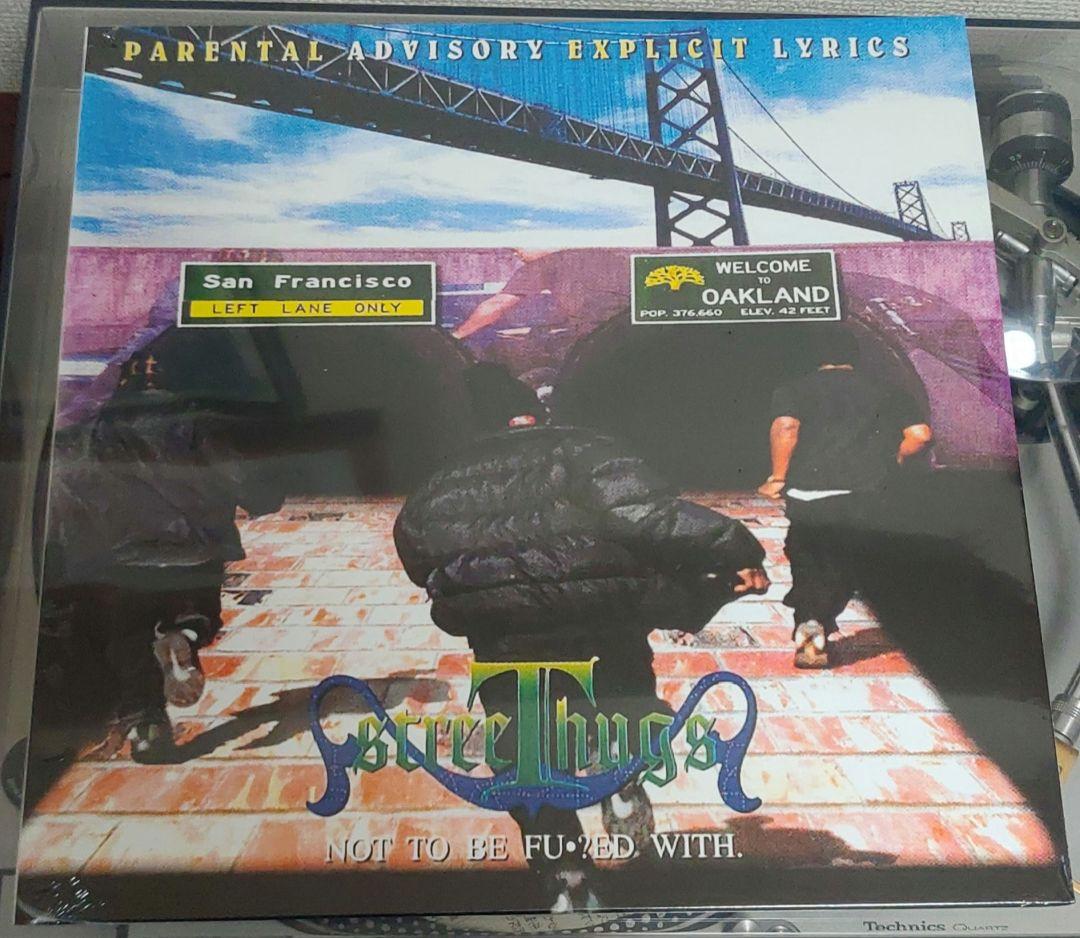 PARENTAL ADVISORY EXPLICIT LYRICS
San Francisco
LEFT LANE ONLY
WELCOME
TO
OAKLAND
POP. 376,660 ELEV. 42 FEET
streeThugs
NOT TO BE FU•?ED WITH.
Technics QUARTZ